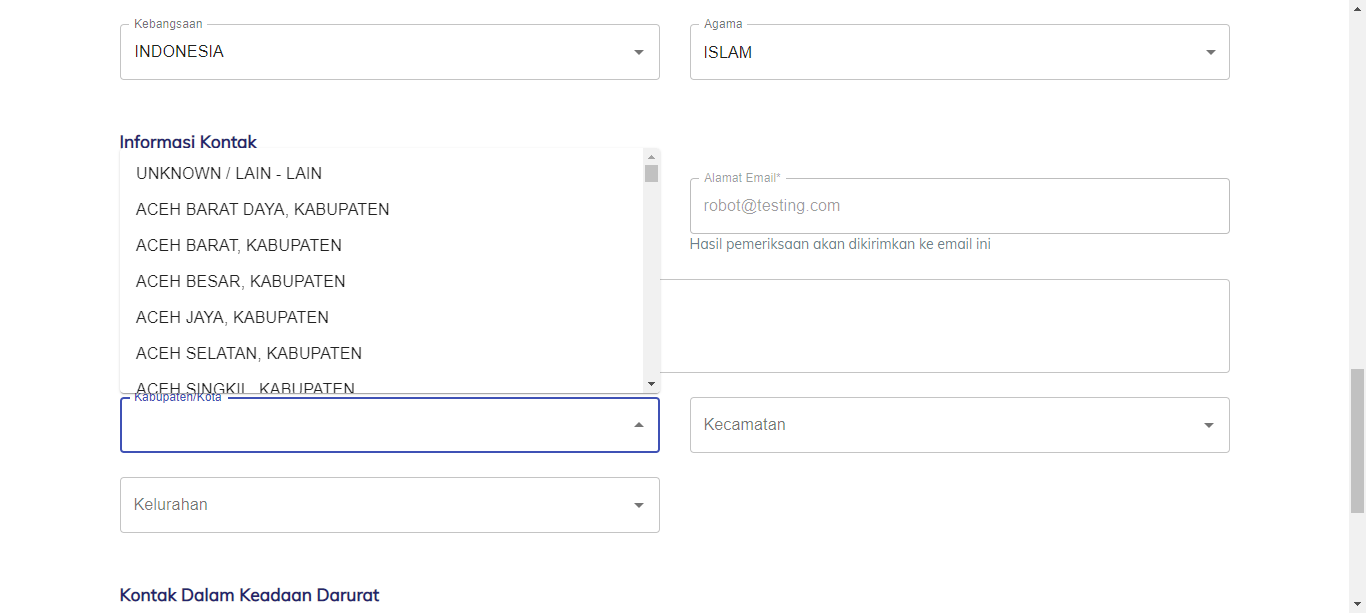 Kebangsaan
INDONESIA
Agama
ISLAM
Informasi Kontak
UNKNOWN / LAIN - LAIN
ACEH BARAT DAYA, KABUPATEN
ACEH BARAT, KABUPATEN
ACEH BESAR, KABUPATEN
ACEH JAYA, KABUPATEN
ACEH SELATAN, KABUPATEN
ACEH SINGKIL, KABUPATEN
Alamat Email*
robot@testing.com
Hasil pemeriksaan akan dikirimkan ke email ini
Kabupaten/Kota
Kecamatan
Kelurahan
Kontak Dalam Keadaan Darurat